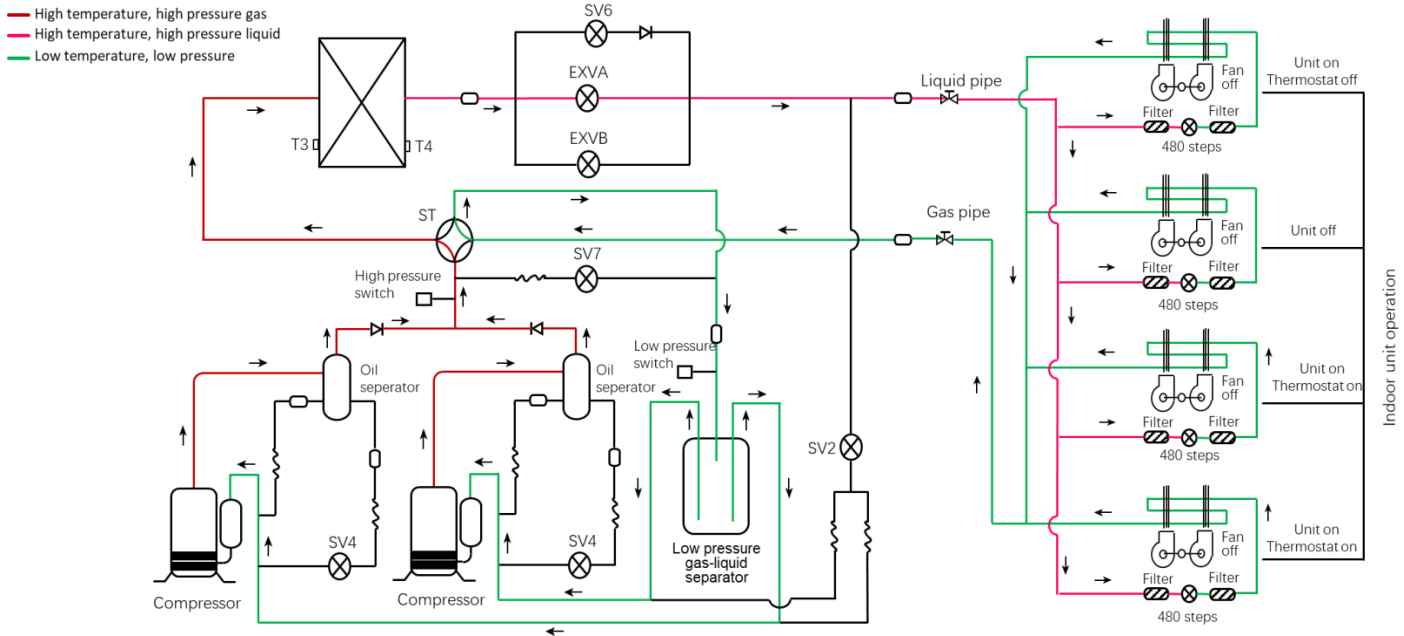 High temperature, high pressure gas
High temperature, high pressure liquid
Low temperature, low pressure
SV6
EXVA
EXVB
T3
T4
Liquid pipe
Gas pipe
ST
SV7
High pressure
switch
Low pressure
switch
Oil
seperator
Oil
seperator
SV4
SV4
SV2
Compressor
Compressor
Low pressure
gas-liquid
separator
Fan
off
Filter
Filter
480 steps
Unit on
Thermostat off
Fan
off
Filter
Filter
480 steps
Unit off
Fan
off
Filter
Filter
480 steps
Unit on
Thermostat on
Fan
off
Filter
Filter
480 steps
Unit on
Thermostat on
Indoor unit operation